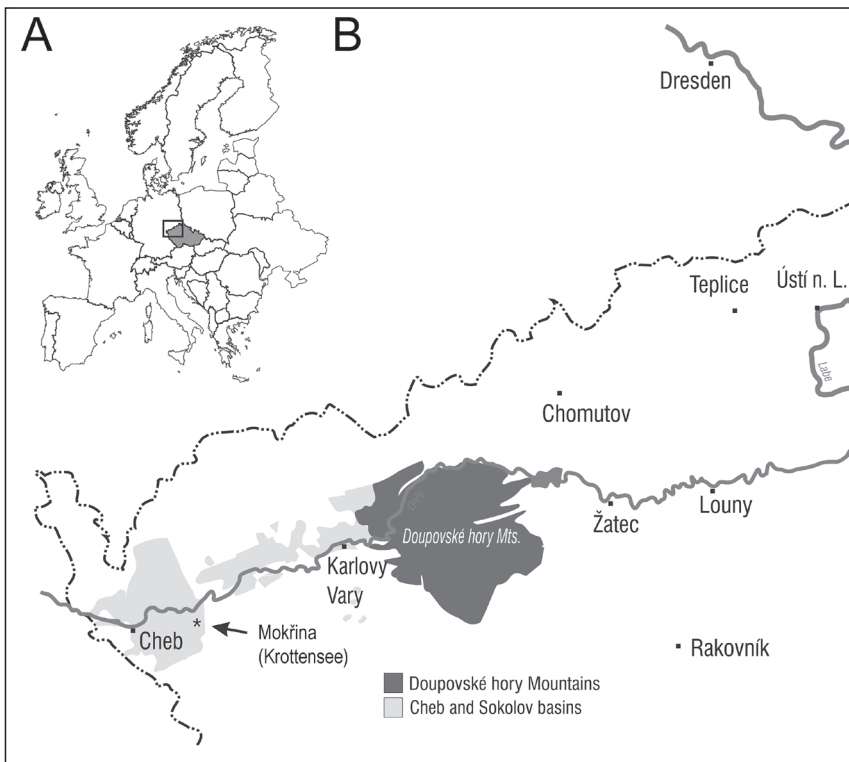 A
B
Dresden
Teplice
Ústí n. L.
Labe
Chomutov
Ohře
Doupovské hory Mts.
Žatec
Louny
Karlovy
Vary
Cheb
*
Mokřina
(Krottensee)
Rakovník
Doupovské hory Mountains
Cheb and Sokolov basins